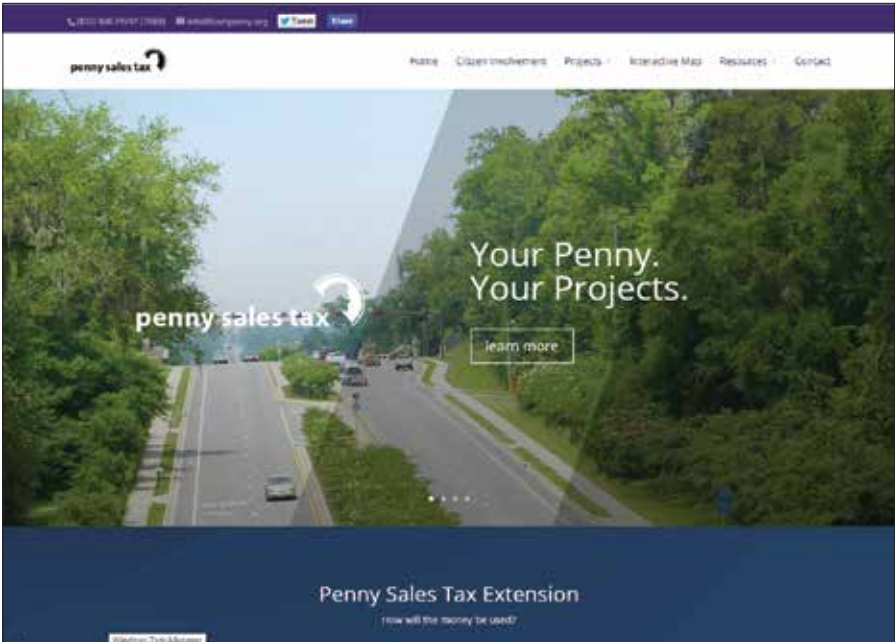 Tweet Share
penny sales tax
Home Citizen Involvement Projects Interactive Map Resources Contact
Your Penny.
Your Projects.
penny sales tax
learn more
Penny Sales Tax Extension
How will the money be used?